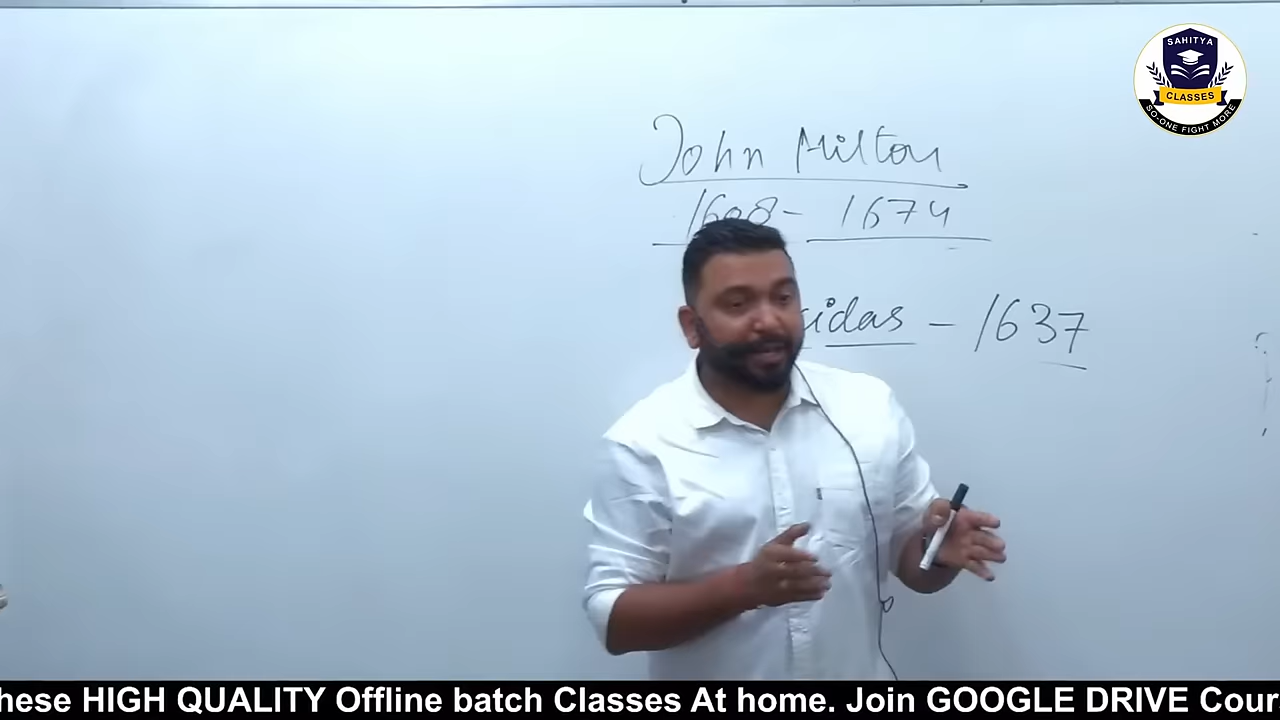 SAHITYA
CLASSES
SO-ONE FIGHT MORE
John Milton
1608- 1674
cidas - 1637
hese HIGH QUALITY Offline batch Classes At home. Join GOOGLE DRIVE Cour